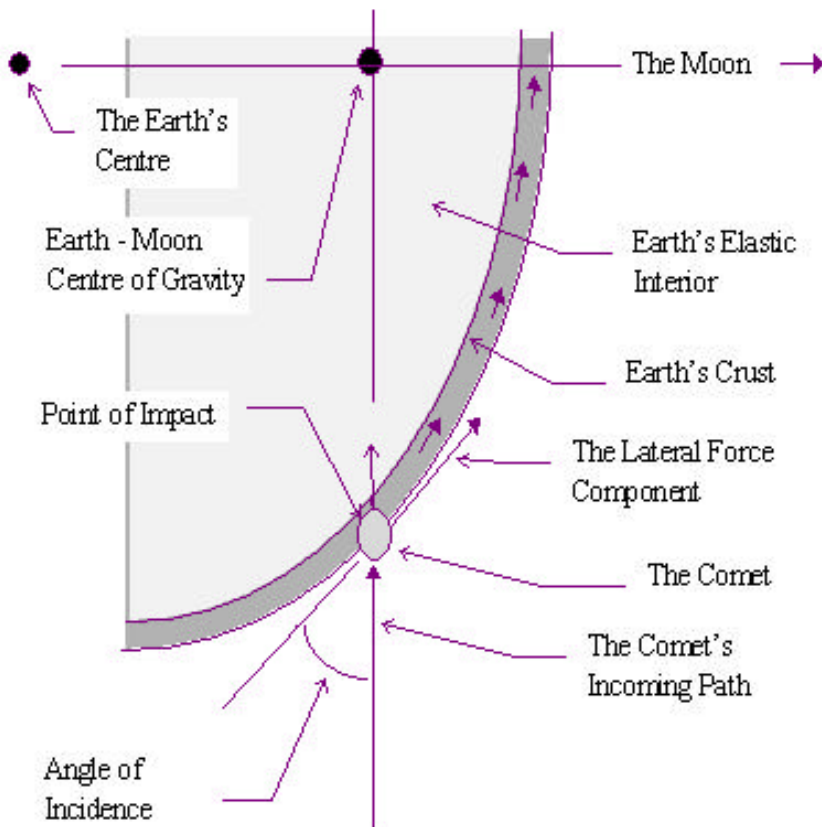 The Moon
The Earth's
Centre
Earth - Moon
Centre of Gravity
Earth's Elastic
Interior
Earth's Crust
Point of Impact
The Lateral Force
Component
The Comet
The Comet's
Incoming Path
Angle of
Incidence